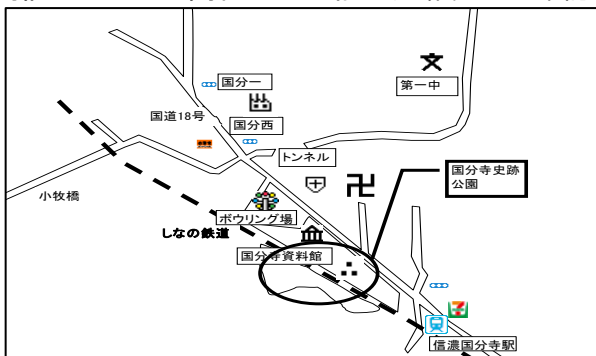 国分一
第一中
国道18号
国分西
トンネル
国分寺史跡
公園
小牧橋
ボウリング場
しなの鉄道
国分寺資料館
信濃国分寺駅